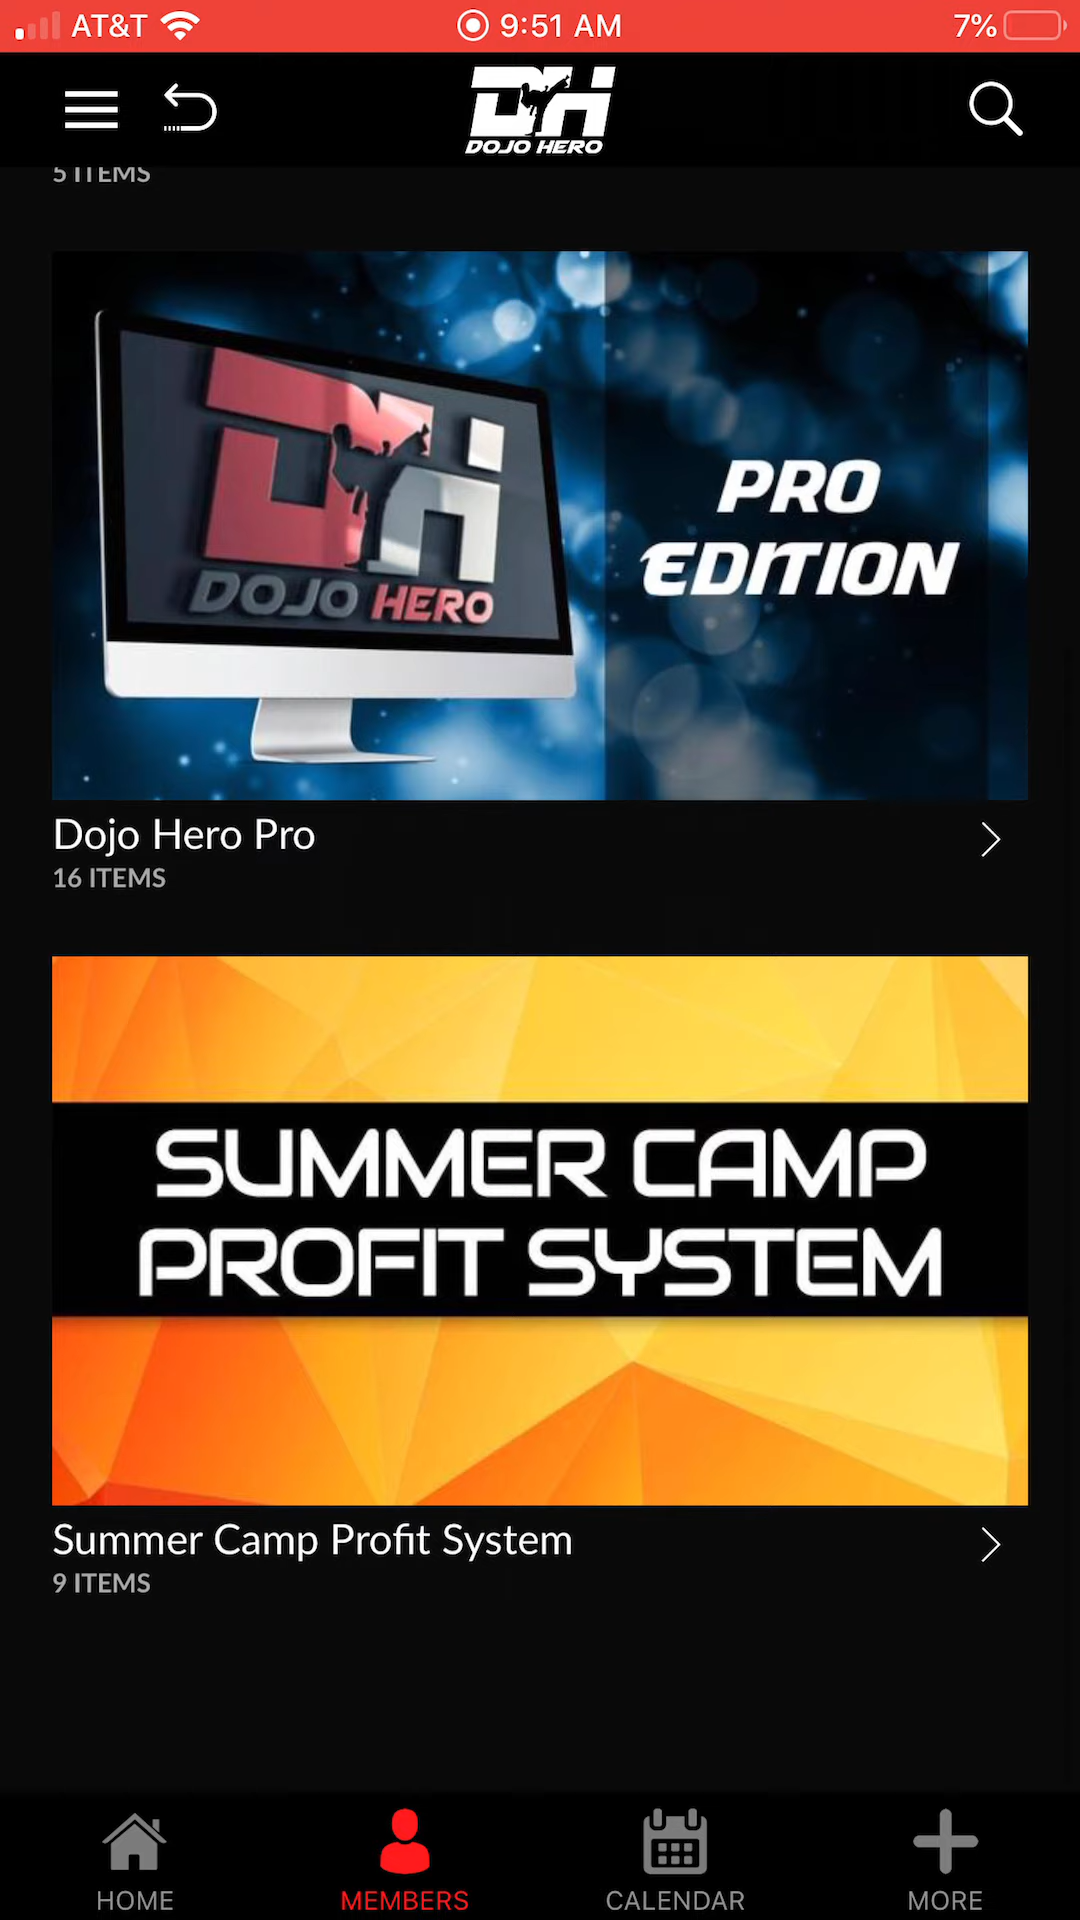 AT&T 9:51 AM 7%
DOJO HERO
5 ITEMS
DH
DOJO HERO
PRO
EDITION
Dojo Hero Pro
16 ITEMS
SUMMER CAMP
PROFIT SYSTEM
Summer Camp Profit System
9 ITEMS
HOME MEMBERS CALENDAR MORE